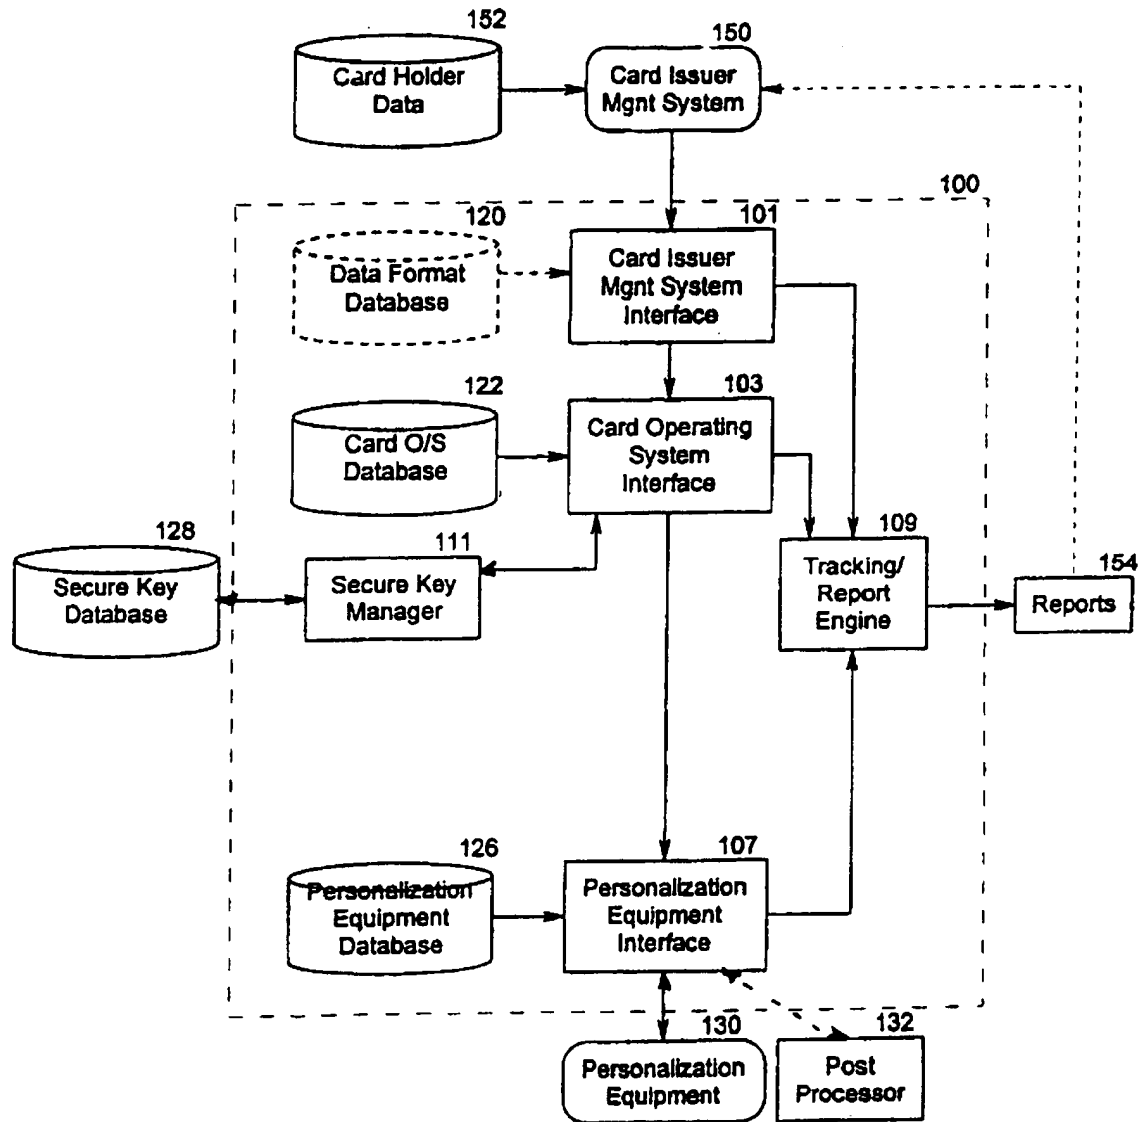 152
Card Holder
Data
150
Card Issuer
Mgnt System
100
120
Data Format
Database
101
Card Issuer
Mgnt System
Interface
122
Card O/S
Database
103
Card Operating
System
Interface
128
Secure Key
Database
111
Secure Key
Manager
109
Tracking/
Report
Engine
154
Reports
126
Personalization
Equipment
Database
107
Personalization
Equipment
Interface
130
Personalization
Equipment
132
Post
Processor